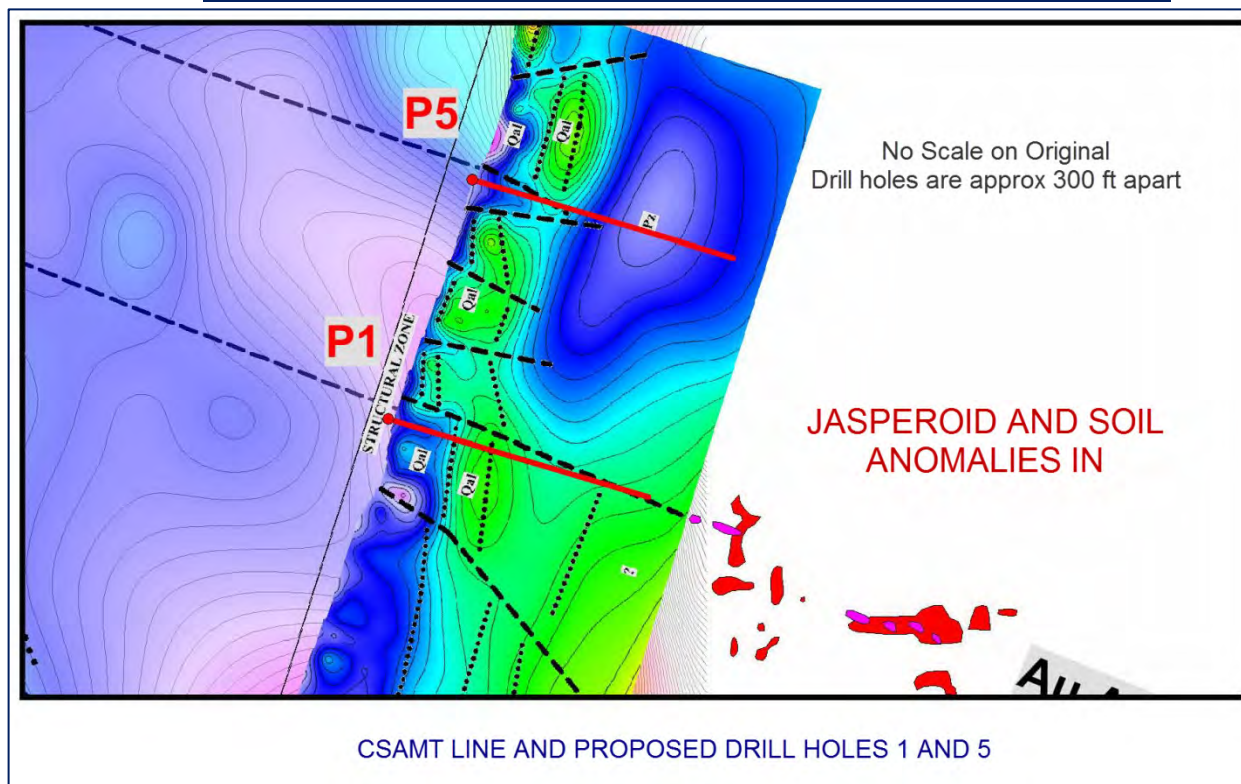 P5
Qal
Qal
No Scale on Original
Drill holes are approx 300 ft apart
Pz
Qal
P1
STRUCTURAL ZONE
JASPEROID AND SOIL
ANOMALIES IN
Qal
Qal
?
Au
CSAMT LINE AND PROPOSED DRILL HOLES 1 AND 5